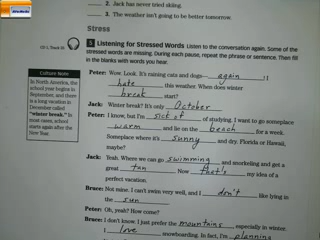 2. Jack has never tried skiing.
3. The weather isn't going to be better tomorrow.
Stress
5 Listening for Stressed Words Listen to the conversation again. Some of the
stressed words are missing. During each pause, repeat the phrase or sentence. Then fill
in the blanks with words you hear.
CD 1, Track 25
Culture Note
In North America, the
school year begins in
September, and there
is a long vacation in
December called
"winter break." In
most cases, school
starts again after the
New Year.
Peter: Wow. Look. It's raining cats and dogs— again ! I
hate this weather. When does winter
break start?
Jack: Winter break? It's only October
Peter: I know, but I'm sick of of studying. I want to go someplace
warm and lie on the beach for a week.
Someplace where it's sunny and dry. Florida or Hawaii,
maybe?
Jack: Yeah. Where we can go swimming and snorkeling and get a
great tan Now that's my idea of a
perfect vacation.
Bruce: Not mine. I can't swim very well, and I don't like lying in
the sun
Peter: Oh, yeah? How come?
Bruce: I don't know. I just prefer the mountains, especially in winter.
I love snowboarding. In fact, I'm planning